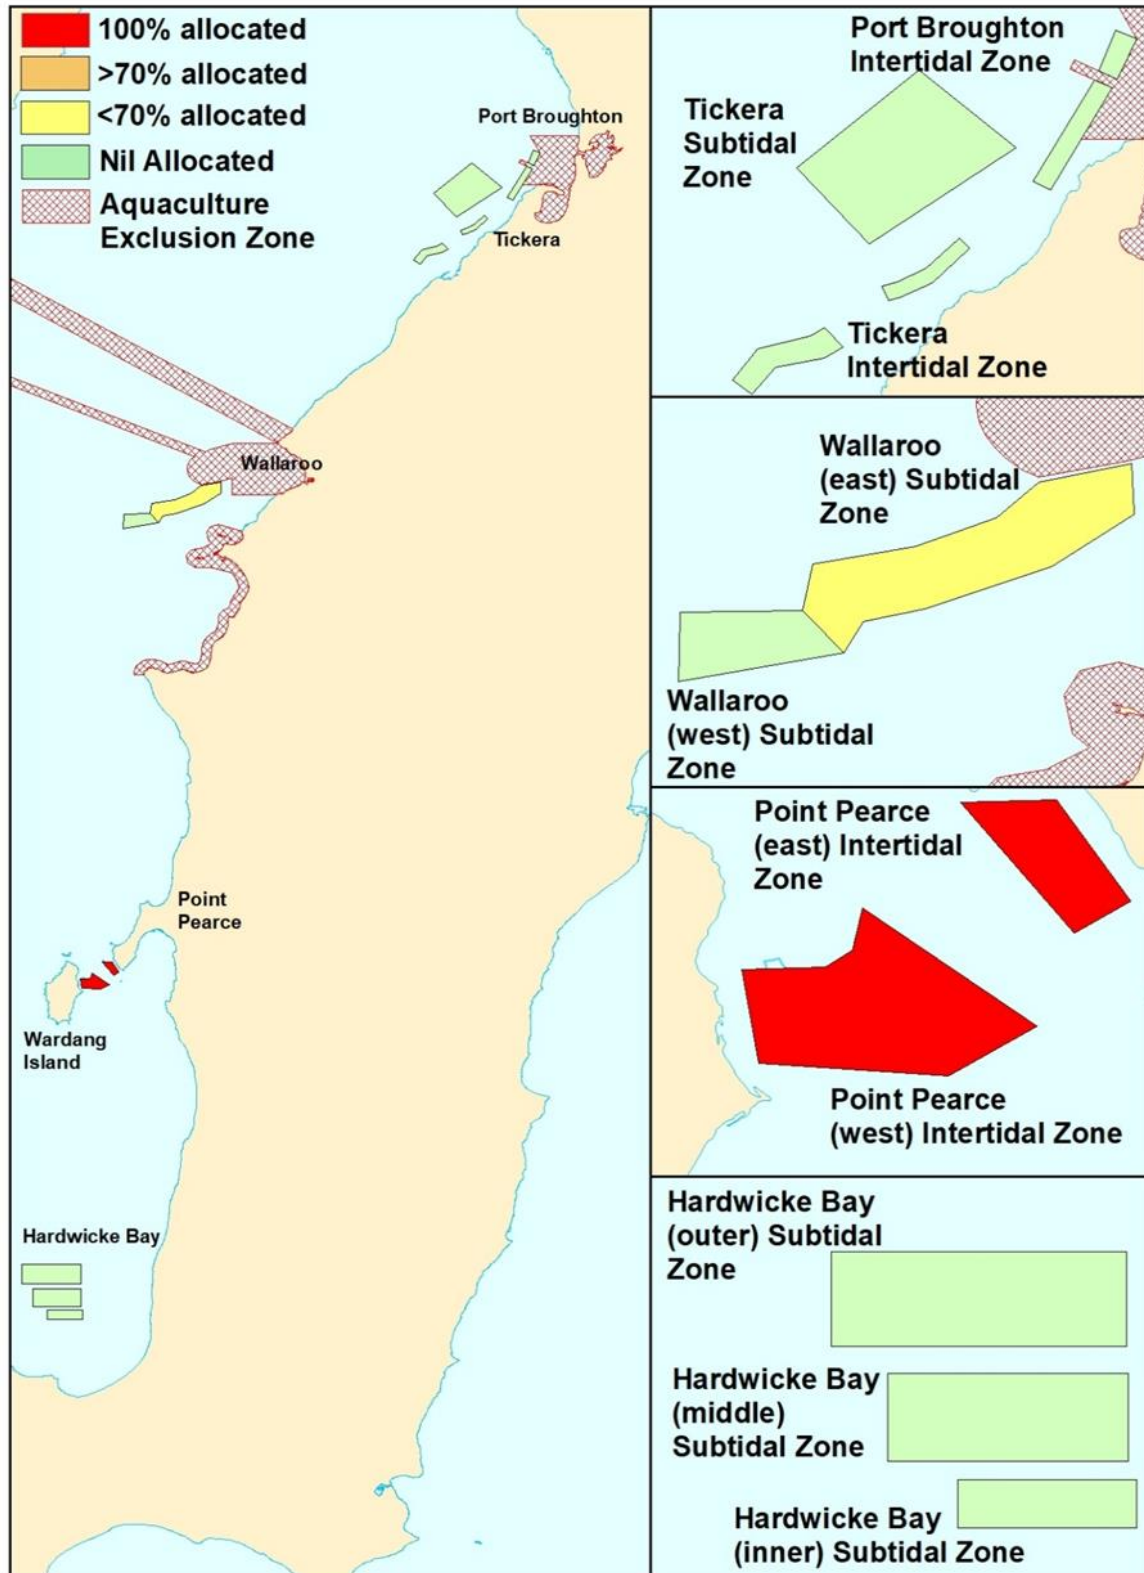 100% allocated
>70% allocated
<70% allocated
Nil Allocated
Aquaculture
Exclusion Zone
Port Broughton
Tickera
Wallaroo
Point
Pearce
Wardang
Island
Hardwicke Bay
Port Broughton
Intertidal Zone
Tickera
Subtidal
Zone
Tickera
Intertidal Zone
Wallaroo
(east) Subtidal
Zone
Wallaroo
(west) Subtidal
Zone
Point Pearce
(east) Intertidal
Zone
Point Pearce
(west) Intertidal Zone
Hardwicke Bay
(outer) Subtidal
Zone
Hardwicke Bay
(middle)
Subtidal Zone
Hardwicke Bay
(inner) Subtidal Zone